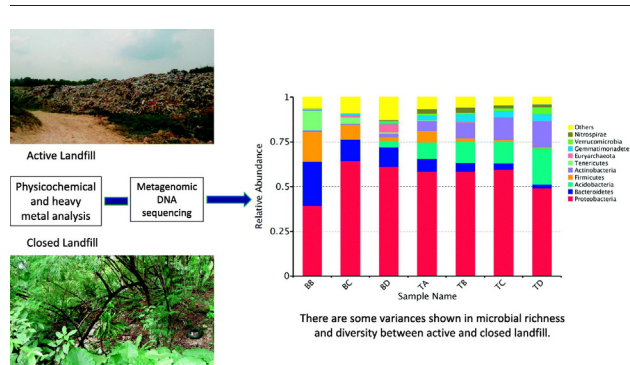 Active Landfill
Physicochemical
and heavy
metal analysis
Metagenomic
DNA
sequencing
Closed Landfill
Relative Abundance
1
0.75
0.5
0.25
0
BB
BC
BD
TA
TB
TC
TD
Sample Name
Others
Nitrospirae
Verrucomicrobia
Gemmatimonadete
Euryarchaeota
Tenericutes
Actinobacteria
Firmicutes
Acidobacteria
Bacteroidetes
Proteobacteria
There are some variances shown in microbial richness
and diversity between active and closed landfill.